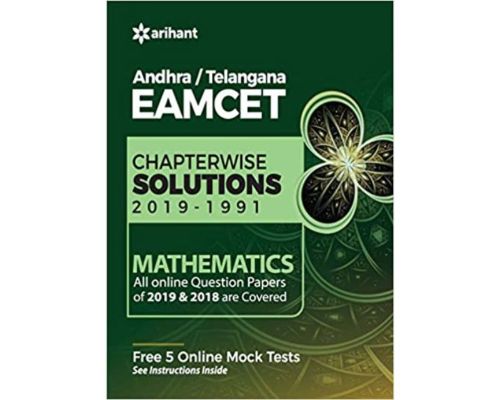 arihant
Andhra / Telangana
EAMCET
CHAPTERWISE
SOLUTIONS
2019-1991
MATHEMATICS
All online Question Papers
of 2019 & 2018 are Covered
Free 5 Online Mock Tests
See Instructions Inside